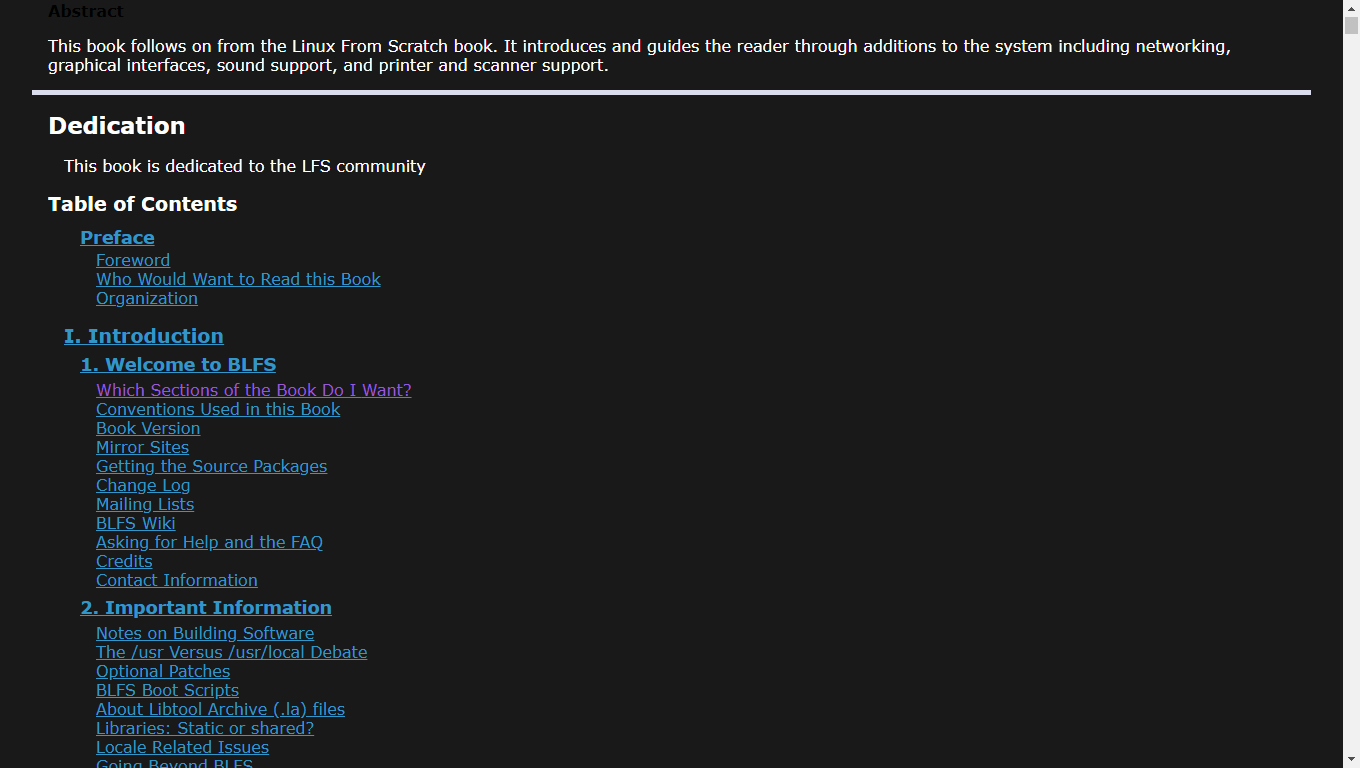 Abstract
This book follows on from the Linux From Scratch book. It introduces and guides the reader through additions to the system including networking,
graphical interfaces, sound support, and printer and scanner support.
Dedication
This book is dedicated to the LFS community
Table of Contents
Preface
Foreword
Who Would Want to Read this Book
Organization
I. Introduction
1. Welcome to BLFS
Which Sections of the Book Do I Want?
Conventions Used in this Book
Book Version
Mirror Sites
Getting the Source Packages
Change Log
Mailing Lists
BLFS Wiki
Asking for Help and the FAQ
Credits
Contact Information
2. Important Information
Notes on Building Software
The /usr Versus /usr/local Debate
Optional Patches
BLFS Boot Scripts
About Libtool Archive (.la) files
Libraries: Static or shared?
Locale Related Issues
Going Beyond BLFS